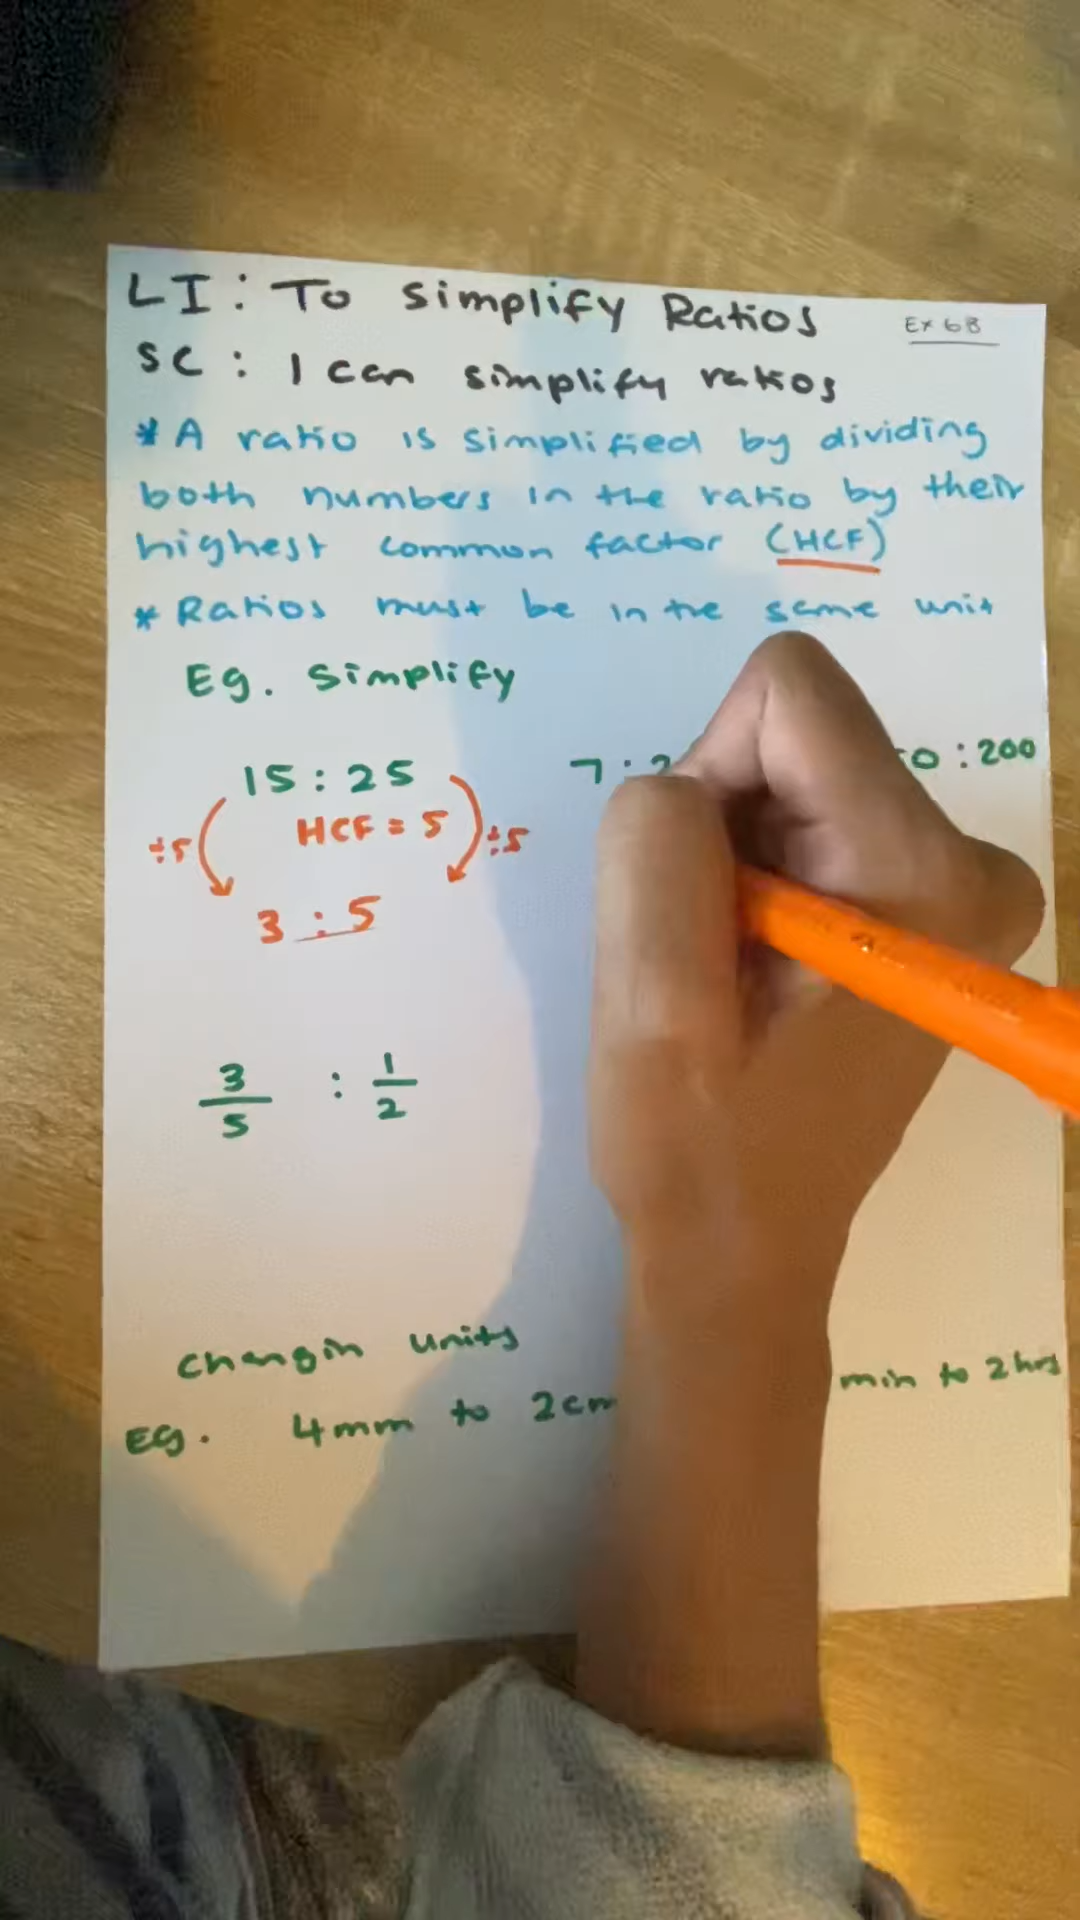 LI: To simplify Ratios Ex 6B
SC: I can simplify ratios
* A ratio is simplified by dividing
both numbers in the ratio by their
highest common factor (HCF)
* Ratios must be in the same unit
Eg. Simplify
15 : 25 7 : 0 : 200
÷5 HCF = 5 ÷5
3 : 5
3/5 : 1/2
changin units
EG. 4mm to 2cm min to 2hrs